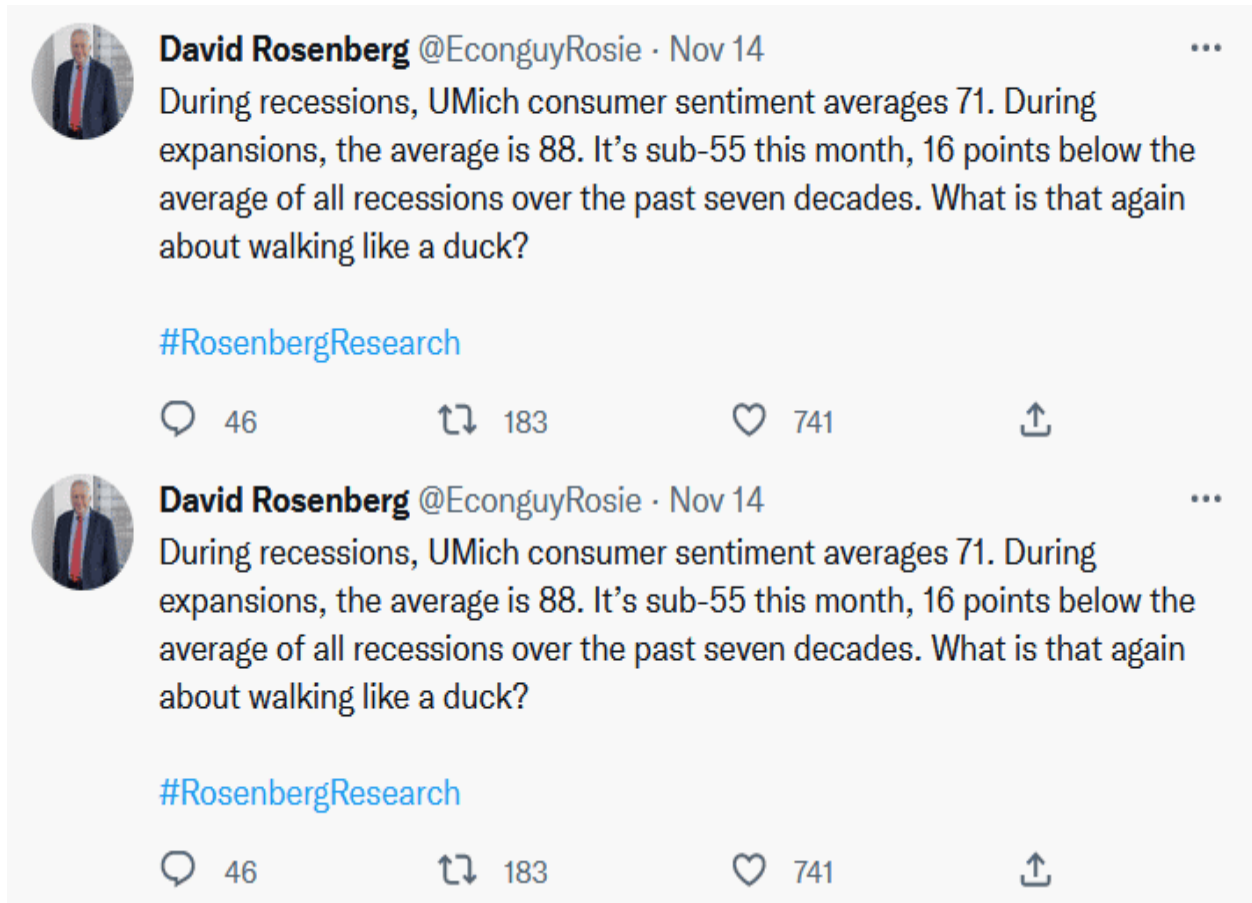 David Rosenberg @EconguyRosie · Nov 14
During recessions, UMich consumer sentiment averages 71. During
expansions, the average is 88. It’s sub-55 this month, 16 points below the
average of all recessions over the past seven decades. What is that again
about walking like a duck?
#RosenbergResearch
46 183 741
David Rosenberg @EconguyRosie · Nov 14
During recessions, UMich consumer sentiment averages 71. During
expansions, the average is 88. It’s sub-55 this month, 16 points below the
average of all recessions over the past seven decades. What is that again
about walking like a duck?
#RosenbergResearch
46 183 741